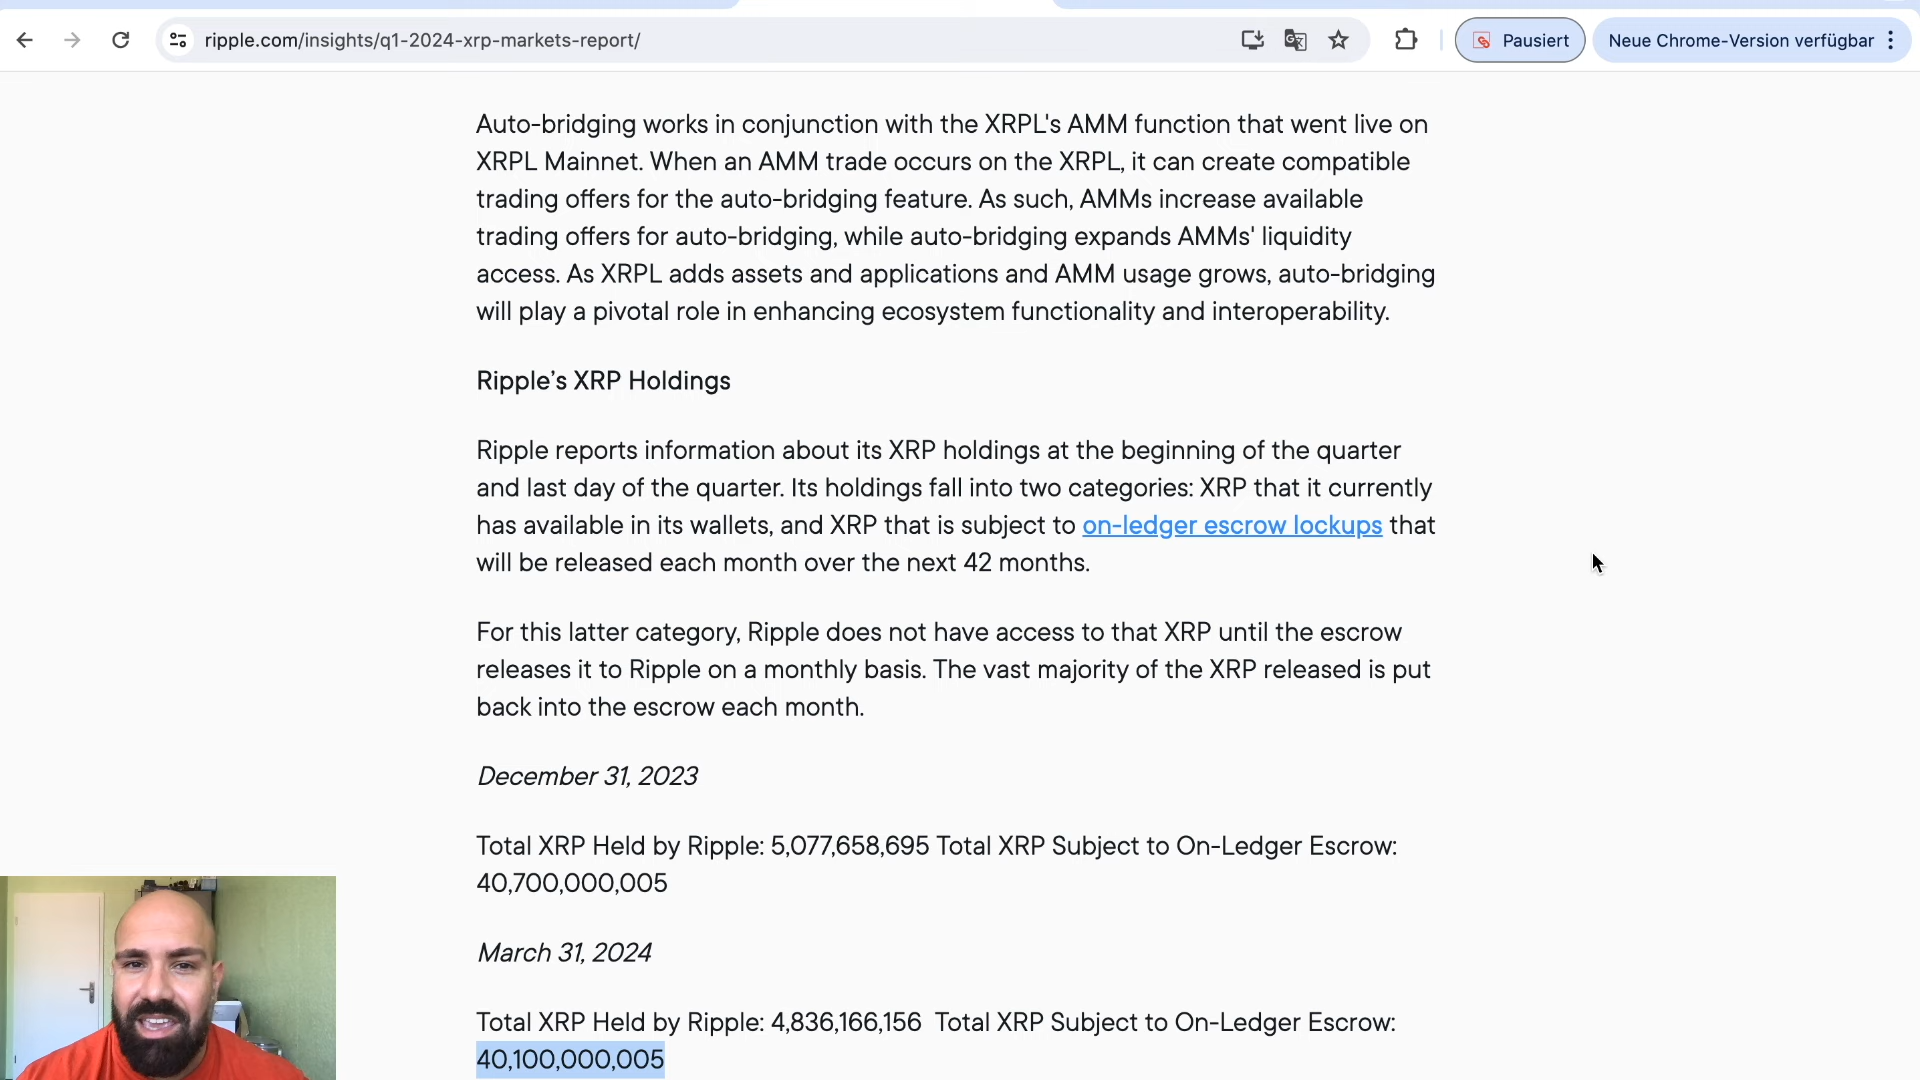 ripple.com/insights/q1-2024-xrp-markets-report/
Pausiert
Neue Chrome-Version verfügbar
Auto-bridging works in conjunction with the XRPL's AMM function that went live on
XRPL Mainnet. When an AMM trade occurs on the XRPL, it can create compatible
trading offers for the auto-bridging feature. As such, AMMs increase available
trading offers for auto-bridging, while auto-bridging expands AMMs' liquidity
access. As XRPL adds assets and applications and AMM usage grows, auto-bridging
will play a pivotal role in enhancing ecosystem functionality and interoperability.
Ripple’s XRP Holdings
Ripple reports information about its XRP holdings at the beginning of the quarter
and last day of the quarter. Its holdings fall into two categories: XRP that it currently
has available in its wallets, and XRP that is subject to on-ledger escrow lockups that
will be released each month over the next 42 months.
For this latter category, Ripple does not have access to that XRP until the escrow
releases it to Ripple on a monthly basis. The vast majority of the XRP released is put
back into the escrow each month.
December 31, 2023
Total XRP Held by Ripple: 5,077,658,695 Total XRP Subject to On-Ledger Escrow:
40,700,000,005
March 31, 2024
Total XRP Held by Ripple: 4,836,166,156 Total XRP Subject to On-Ledger Escrow:
40,100,000,005